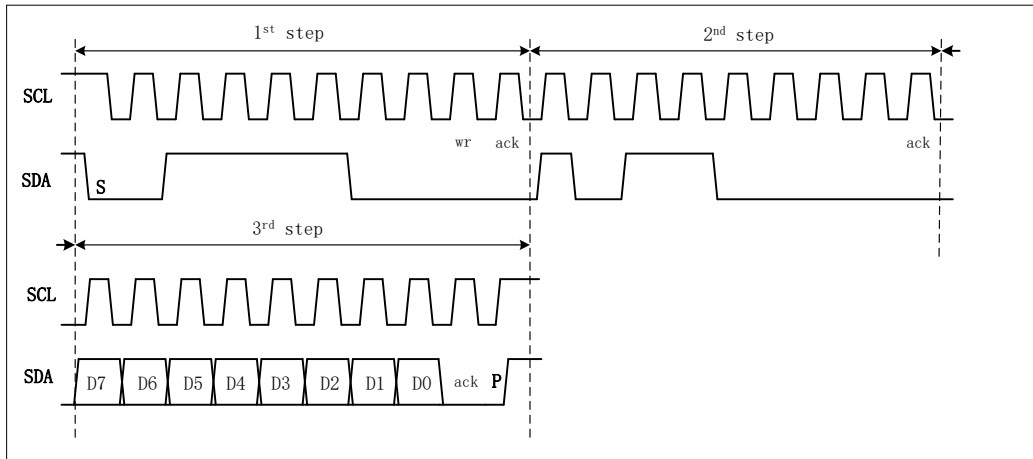 1st step 2nd step
SCL
wr ack ack
SDA S
3rd step
SCL
SDA D7 D6 D5 D4 D3 D2 D1 D0 ack P